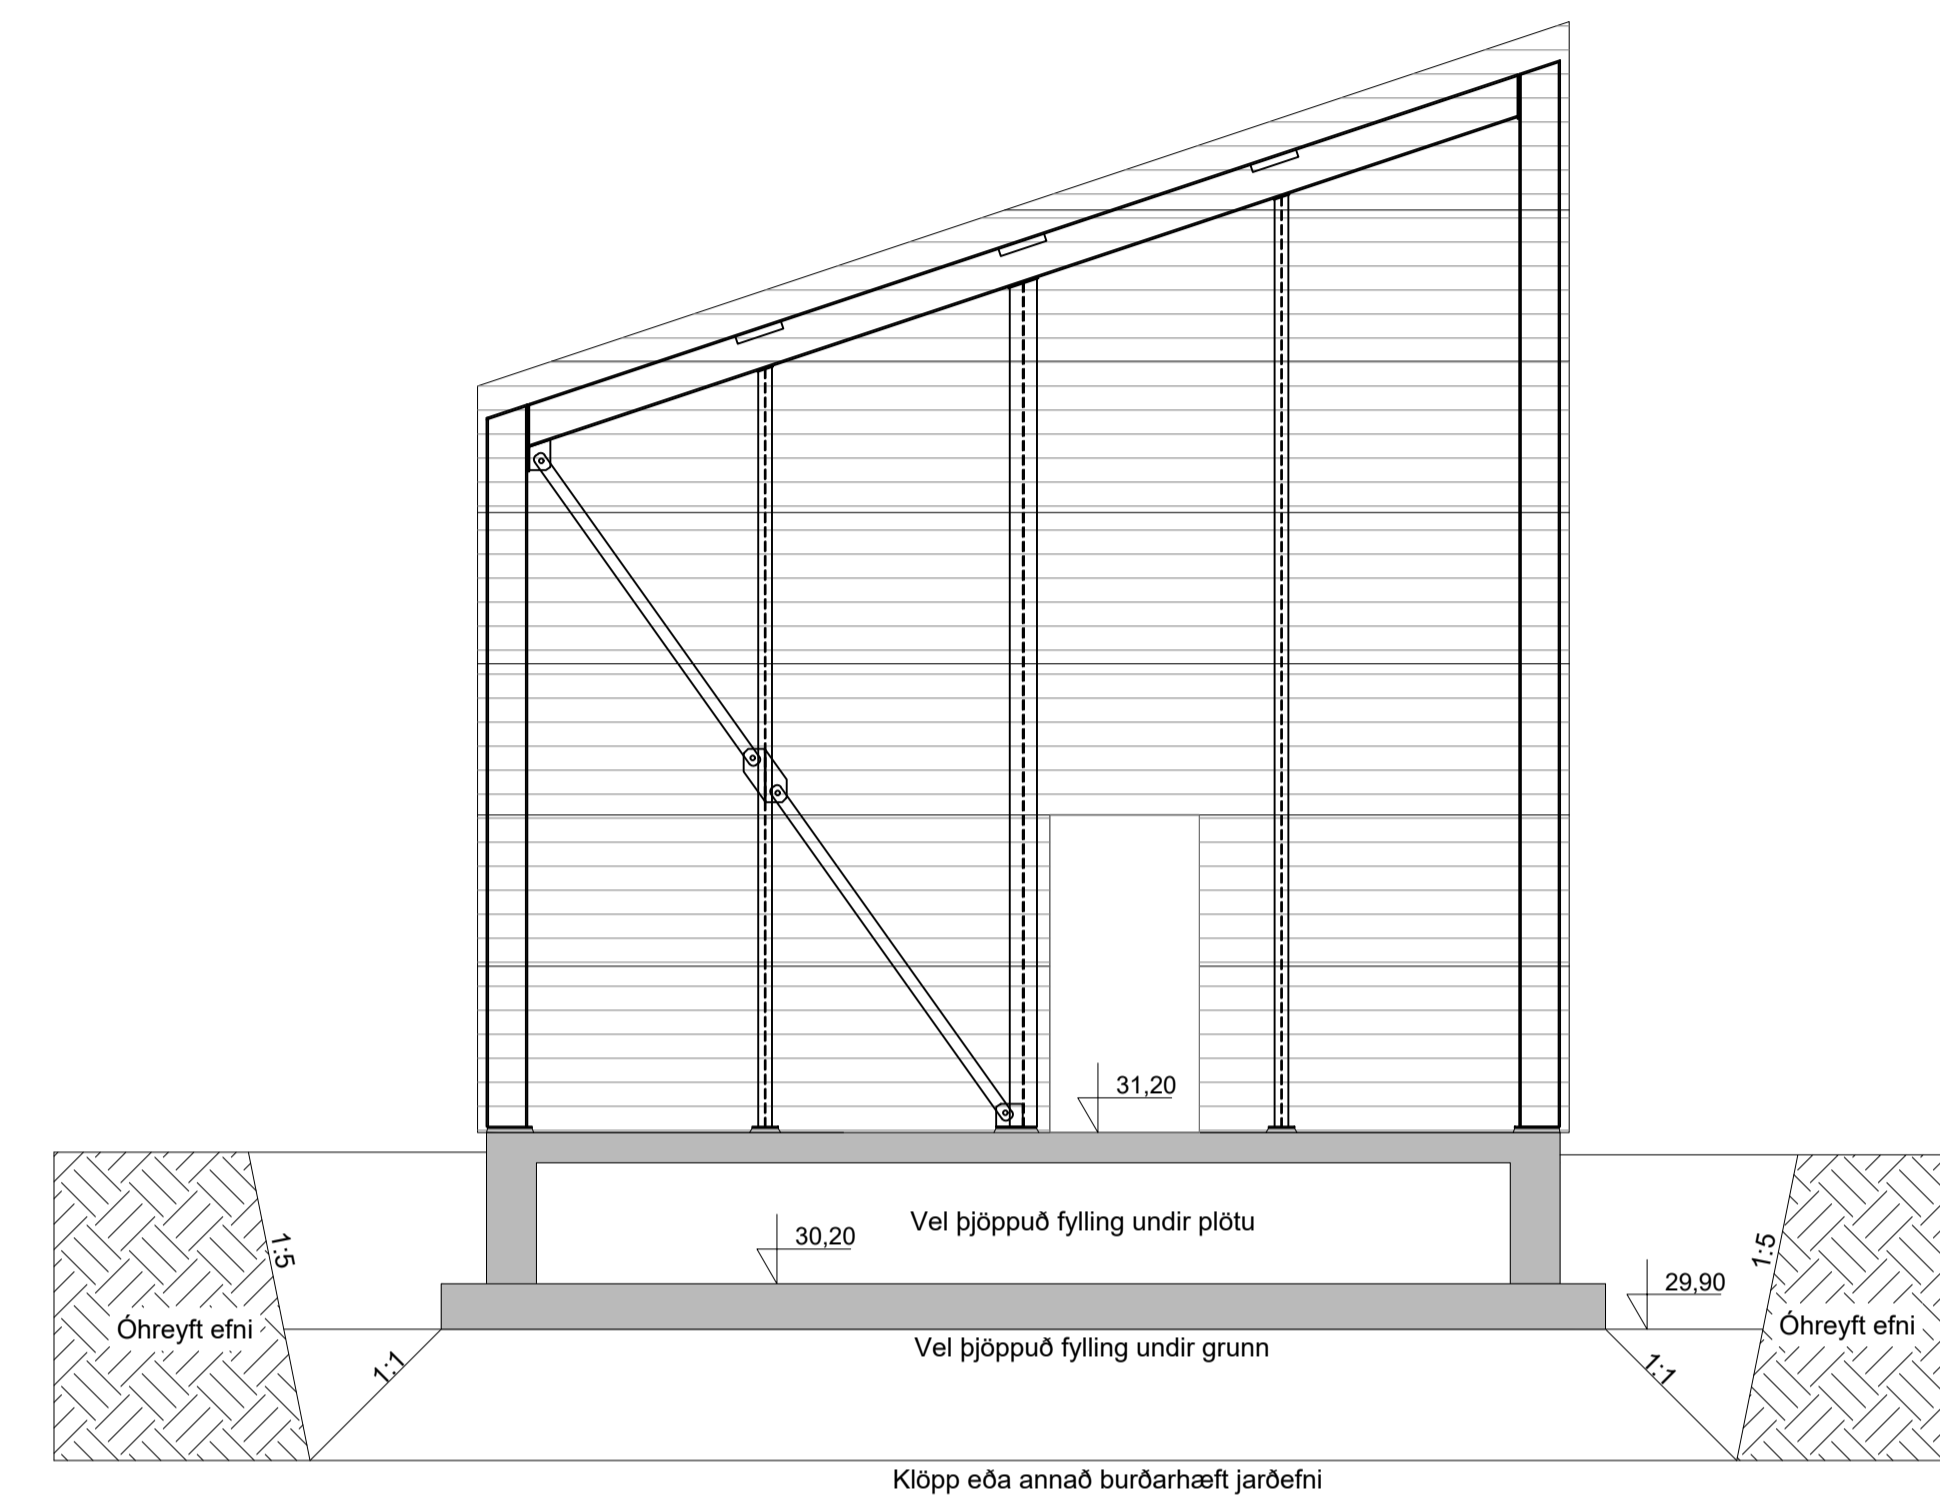 31,20
Vel þjöppuð fylling undir plötu
30,20
1:5
1:5
29,90
Óhreyft efni
Óhreyft efni
Vel þjöppuð fylling undir grunn
1:1
1:1
Klöpp eða annað burðarhæft jarðefni